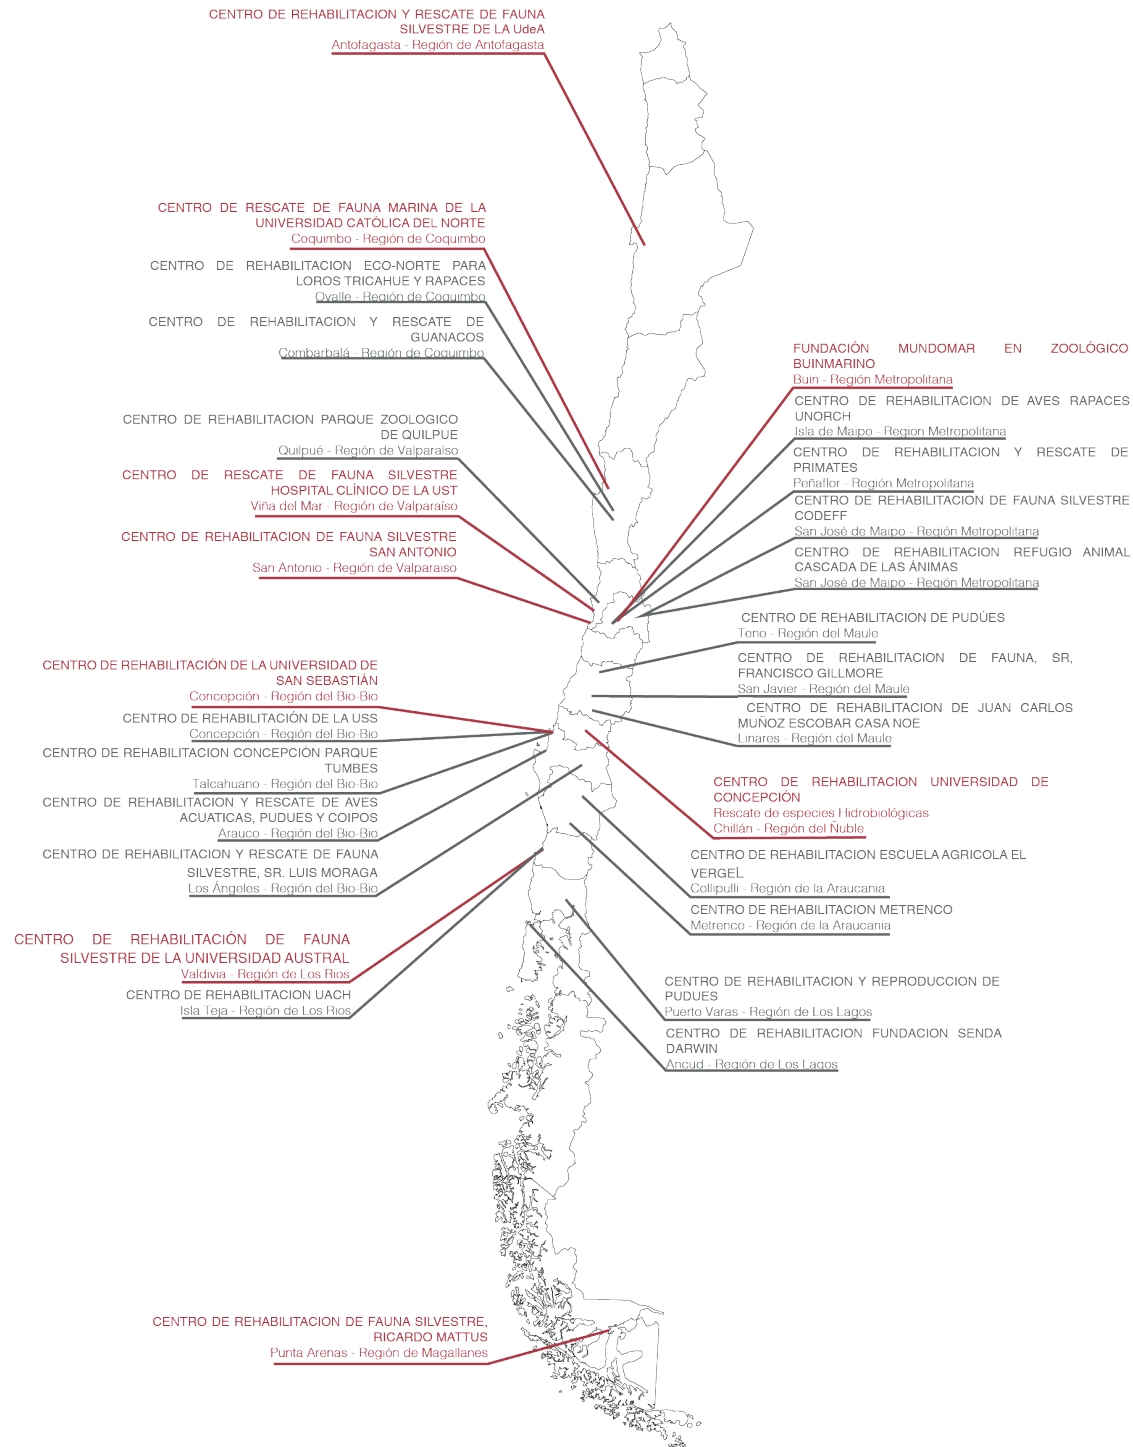 CENTRO DE REHABILITACION Y RESCATE DE FAUNA
SILVESTRE DE LA UdeA
Antofagasta - Región de Antofagasta
CENTRO DE RESCATE DE FAUNA MARINA DE LA
UNIVERSIDAD CATÓLICA DEL NORTE
Coquimbo - Región de Coquimbo
CENTRO DE REHABILITACION ECO-NORTE PARA
LOROS TRICAHUE Y RAPACES
Ovalle - Región de Coquimbo
CENTRO DE REHABILITACION Y RESCATE DE
GUANACOS
Combarbalá - Región de Coquimbo
CENTRO DE REHABILITACION PARQUE ZOOLOGICO
DE QUILPUE
Quilpué - Región de Valparaíso
CENTRO DE RESCATE DE FAUNA SILVESTRE
HOSPITAL CLÍNICO DE LA UST
Viña del Mar - Región de Valparaíso
CENTRO DE REHABILITACION DE FAUNA SILVESTRE
SAN ANTONIO
San Antonio - Región de Valparaiso
CENTRO DE REHABILITACIÓN DE LA UNIVERSIDAD DE
SAN SEBASTIÁN
Concepción - Región del Bio-Bio
CENTRO DE REHABILITACIÓN DE LA USS
Concepción - Región del Bio-Bio
CENTRO DE REHABILITACION CONCEPCIÓN PARQUE
TUMBES
Talcahuano - Región del Bio-Bio
CENTRO DE REHABILITACION Y RESCATE DE AVES
ACUATICAS, PUDUES Y COIPOS
Arauco - Región del Bio-Bio
CENTRO DE REHABILITACION Y RESCATE DE FAUNA
SILVESTRE, SR. LUIS MORAGA
Los Ángeles - Región del Bio-Bio
CENTRO DE REHABILITACIÓN DE FAUNA
SILVESTRE DE LA UNIVERSIDAD AUSTRAL
Valdivia - Región de Los Rios
CENTRO DE REHABILITACION UACH
Isla Teja - Región de Los Rios
CENTRO DE REHABILITACION DE FAUNA SILVESTRE,
RICARDO MATTUS
Punta Arenas - Región de Magallanes
FUNDACIÓN MUNDOMAR EN ZOOLÓGICO
BUINMARINO
Buin - Región Metropolitana
CENTRO DE REHABILITACION DE AVES RAPACES
UNORCH
Isla de Maipo - Region Metropolitana
CENTRO DE REHABILITACION Y RESCATE DE
PRIMATES
Peñaflor - Región Metropolitana
CENTRO DE REHABILITACION DE FAUNA SILVESTRE
CODEFF
San José de Maipo - Región Metropolitana
CENTRO DE REHABILITACION REFUGIO ANIMAL
CASCADA DE LAS ÁNIMAS
San José de Maipo - Región Metropolitana
CENTRO DE REHABILITACION DE PUDÚES
Teno - Región del Maule
CENTRO DE REHABILITACION DE FAUNA, SR,
FRANCISCO GILLMORE
San Javier - Región del Maule
CENTRO DE REHABILITACION DE JUAN CARLOS
MUÑOZ ESCOBAR CASA NOE
Linares - Región del Maule
CENTRO DE REHABILITACION UNIVERSIDAD DE
CONCEPCIÓN
Rescate de especies Hidrobiológicas
Chillán - Región del Ñuble
CENTRO DE REHABILITACION ESCUELA AGRICOLA EL
VERGEL
Collipulli - Región de la Araucania
CENTRO DE REHABILITACION METRENCO
Metrenco - Región de la Araucania
CENTRO DE REHABILITACION Y REPRODUCCION DE
PUDUES
Puerto Varas - Región de Los Lagos
CENTRO DE REHABILITACION FUNDACION SENDA
DARWIN
Ancud - Región de Los Lagos